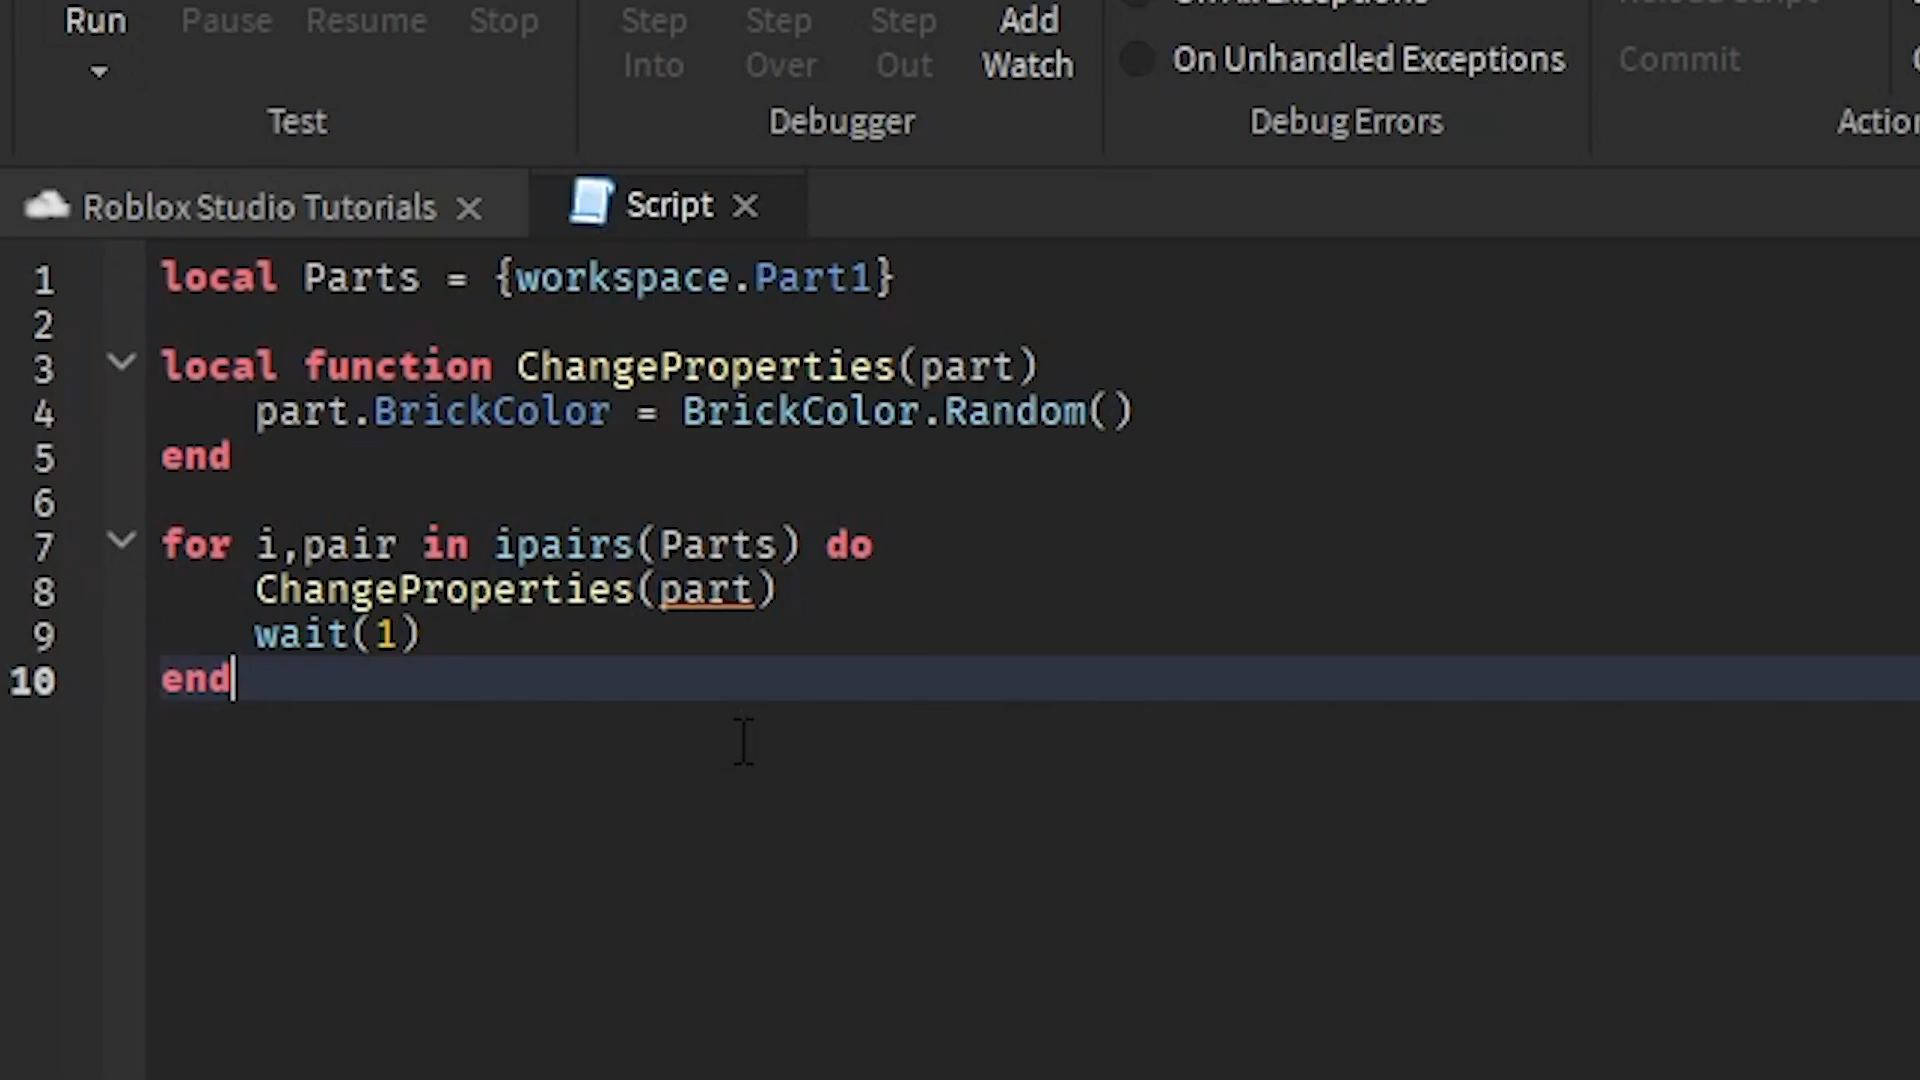 Run Pause Resume Stop Step Into Step Over Step Out Add Watch
On Unhandled Exceptions Commit
Test Debugger Debug Errors
Roblox Studio Tutorials Script
1 local Parts = {workspace.Part1}
2
3 local function ChangeProperties(part)
4 part.BrickColor = BrickColor.Random()
5 end
6
7 for i,pair in ipairs(Parts) do
8 ChangeProperties(part)
9 wait(1)
10 end